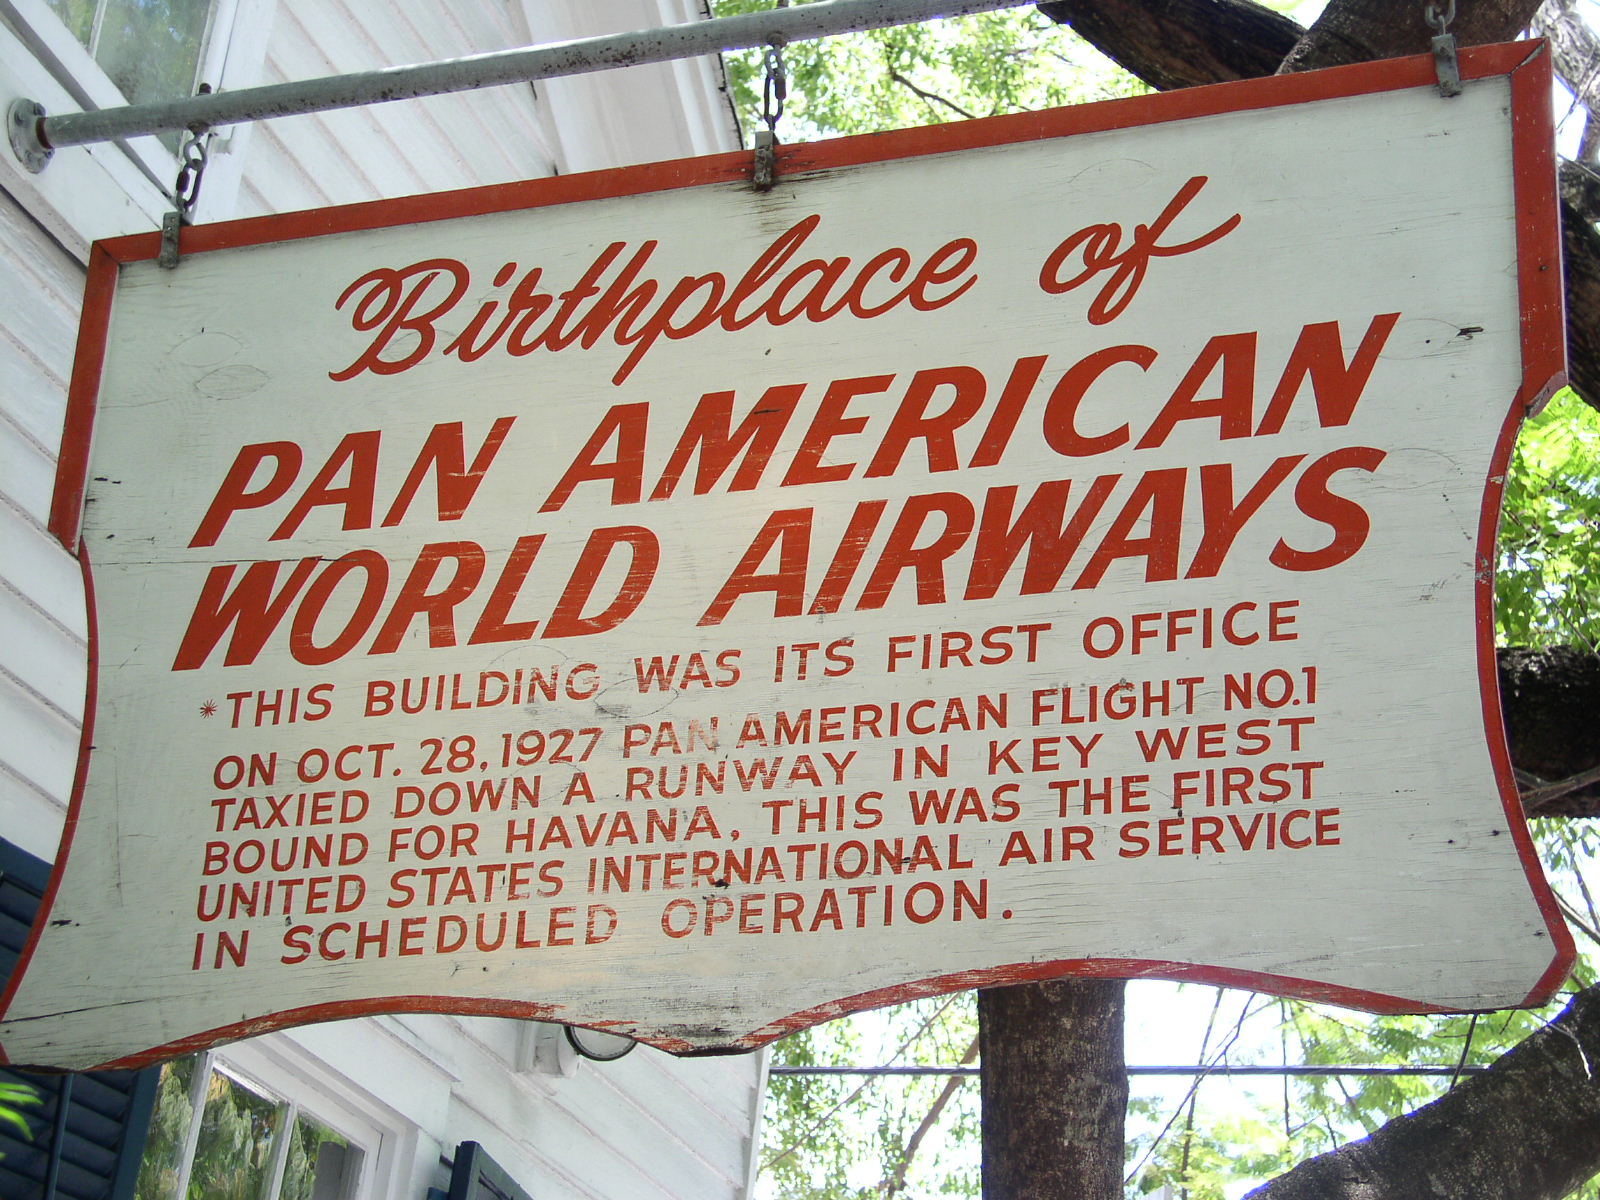 Birthplace of
PAN AMERICAN
WORLD AIRWAYS
*THIS BUILDING WAS ITS FIRST OFFICE
ON OCT. 28, 1927 PAN AMERICAN FLIGHT NO.1
TAXIED DOWN A RUNWAY IN KEY WEST
BOUND FOR HAVANA, THIS WAS THE FIRST
UNITED STATES INTERNATIONAL AIR SERVICE
IN SCHEDULED OPERATION.